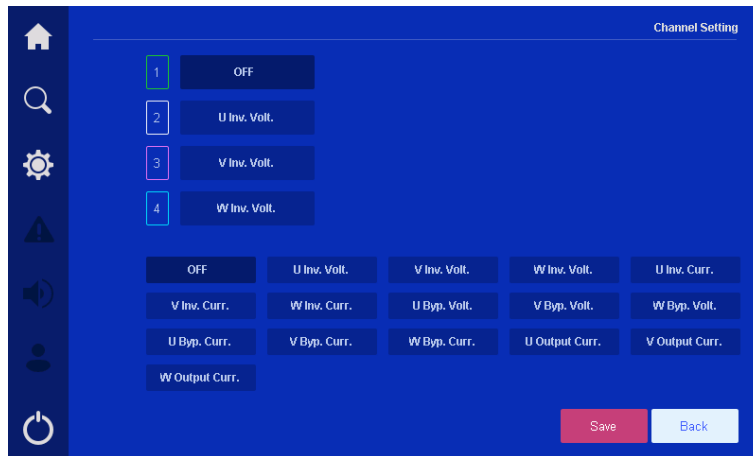 Channel Setting
1 OFF
2 U Inv. Volt.
3 V Inv. Volt.
4 W Inv. Volt.
OFF U Inv. Volt. V Inv. Volt. W Inv. Volt. U Inv. Curr.
V Inv. Curr. W Inv. Curr. U Byp. Volt. V Byp. Volt. W Byp. Volt.
U Byp. Curr. V Byp. Curr. W Byp. Curr. U Output Curr. V Output Curr.
W Output Curr.
Save Back